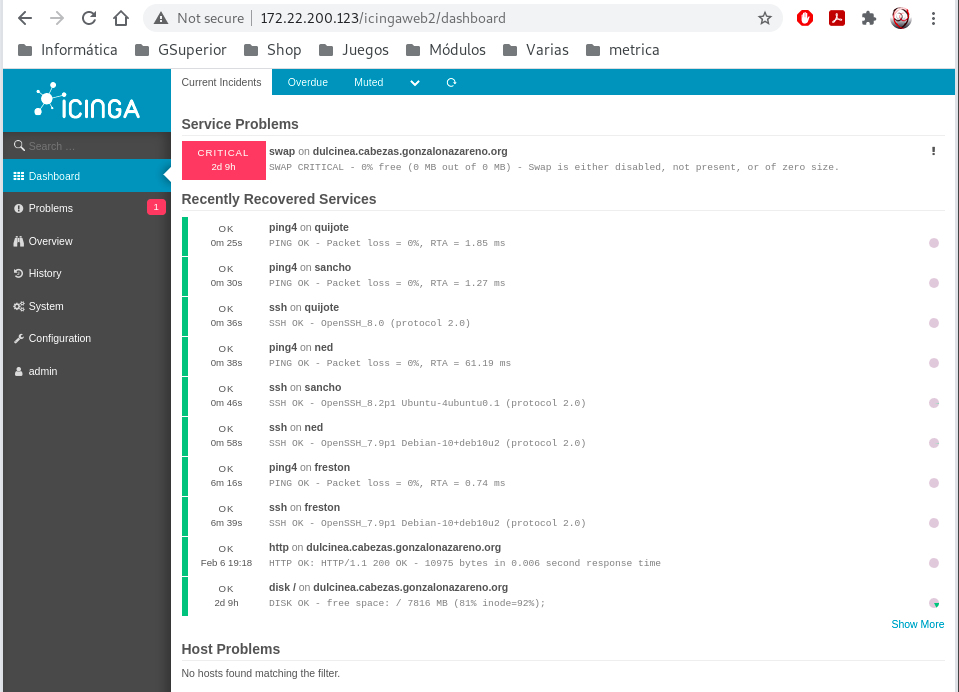 Not secure 172.22.200.123/icingaweb2/dashboard
Informática GSuperior Shop Juegos Módulos Varias metrica
ICINGA
Search ...
Dashboard
Problems 1
Overview
History
System
Configuration
admin
Current Incidents Overdue Muted
Service Problems
CRITICAL swap on dulcinea.cabezas.gonzalonazareno.org
2d 9h SWAP CRITICAL - 0% free (0 MB out of 0 MB) - Swap is either disabled, not present, or of zero size.
Recently Recovered Services
OK ping4 on quijote
0m 25s PING OK - Packet loss = 0%, RTA = 1.85 ms
OK ping4 on sancho
0m 30s PING OK - Packet loss = 0%, RTA = 1.27 ms
OK ssh on quijote
0m 36s SSH OK - OpenSSH_8.0 (protocol 2.0)
OK ping4 on ned
0m 38s PING OK - Packet loss = 0%, RTA = 61.19 ms
OK ssh on sancho
0m 46s SSH OK - OpenSSH_8.2p1 Ubuntu-4ubuntu0.1 (protocol 2.0)
OK ssh on ned
0m 58s SSH OK - OpenSSH_7.9p1 Debian-10+deb10u2 (protocol 2.0)
OK ping4 on freston
6m 16s PING OK - Packet loss = 0%, RTA = 0.74 ms
OK ssh on freston
6m 39s SSH OK - OpenSSH_7.9p1 Debian-10+deb10u2 (protocol 2.0)
OK http on dulcinea.cabezas.gonzalonazareno.org
Feb 6 19:18 HTTP OK: HTTP/1.1 200 OK - 10975 bytes in 0.006 second response time
OK disk / on dulcinea.cabezas.gonzalonazareno.org
2d 9h DISK OK - free space: / 7816 MB (81% inode=92%);
Show More
Host Problems
No hosts found matching the filter.